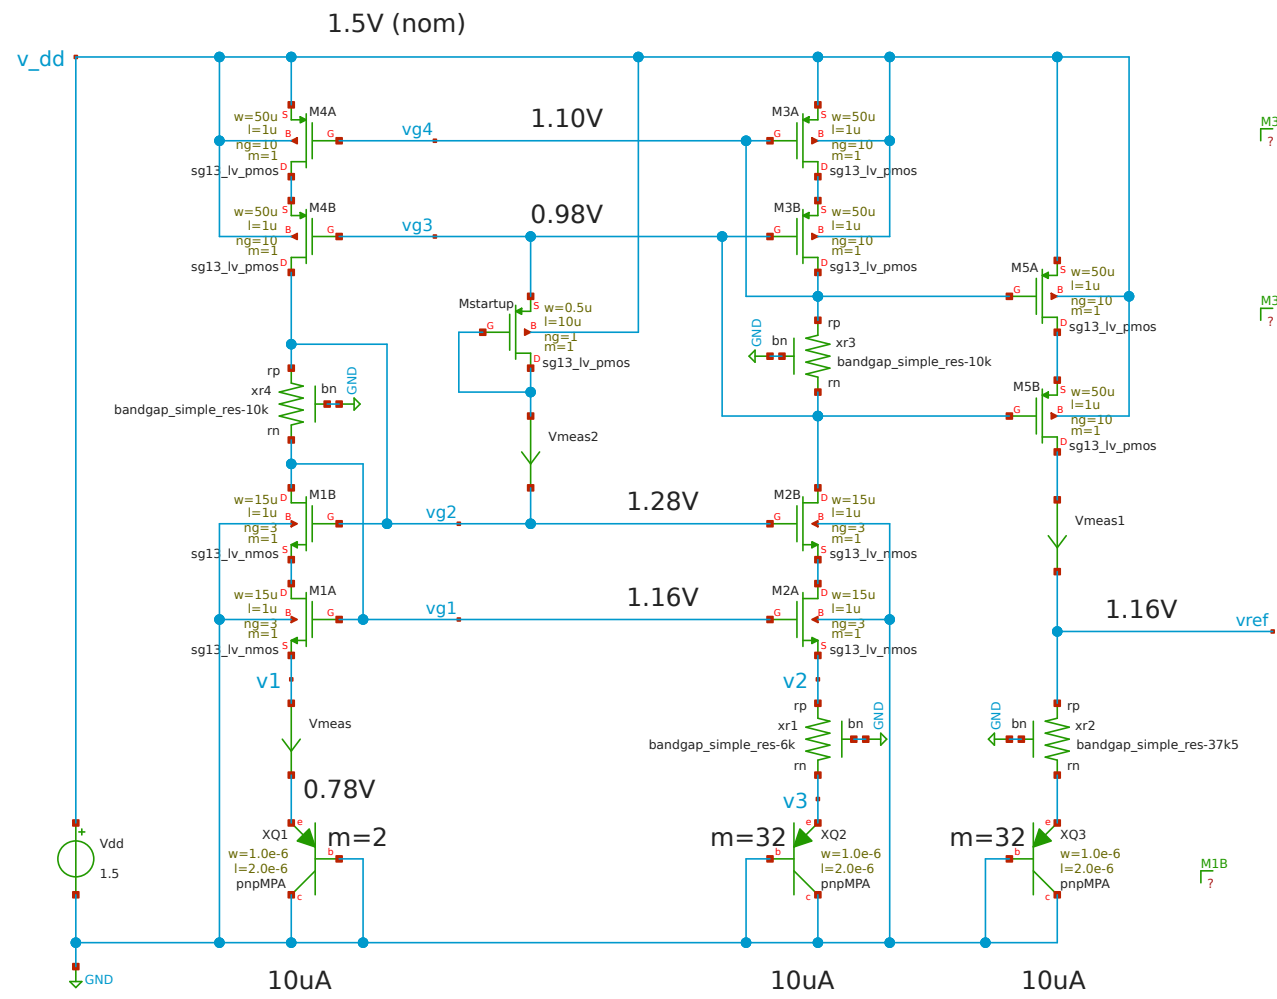 1.5V (nom)
v_dd
M4A
w=50u
l=1u
ng=10
m=1
sg13_lv_pmos
S
B
G
D
vg4
1.10V
M3A
w=50u
l=1u
ng=10
m=1
sg13_lv_pmos
S
B
G
D
M3
?
M4B
w=50u
l=1u
ng=10
m=1
sg13_lv_pmos
S
B
G
D
vg3
0.98V
M3B
w=50u
l=1u
ng=10
m=1
sg13_lv_pmos
S
B
G
D
M5A
w=50u
l=1u
ng=10
m=1
sg13_lv_pmos
S
B
G
D
Mstartup
w=0.5u
l=10u
ng=1
m=1
sg13_lv_pmos
S
B
G
D
M3
?
rp
xr3
bandgap_simple_res-10k
rn
bn
GND
rp
xr4
bandgap_simple_res-10k
rn
bn
GND
M5B
w=50u
l=1u
ng=10
m=1
sg13_lv_pmos
S
B
G
D
Vmeas2
M1B
w=15u
l=1u
ng=3
m=1
sg13_lv_nmos
D
B
G
S
vg2
1.28V
M2B
w=15u
l=1u
ng=3
m=1
sg13_lv_nmos
D
B
G
S
Vmeas1
M1A
w=15u
l=1u
ng=3
m=1
sg13_lv_nmos
D
B
G
S
vg1
1.16V
M2A
w=15u
l=1u
ng=3
m=1
sg13_lv_nmos
D
B
G
S
1.16V
vref
v1
v2
Vmeas
rp
xr1
bandgap_simple_res-6k
rn
bn
GND
rp
xr2
bandgap_simple_res-37k5
rn
bn
GND
0.78V
v3
XQ1
m=2
w=1.0e-6
l=2.0e-6
pnpMPA
e
b
c
m=32
XQ2
w=1.0e-6
l=2.0e-6
pnpMPA
e
b
c
m=32
XQ3
w=1.0e-6
l=2.0e-6
pnpMPA
e
b
c
M1B
?
+
Vdd
1.5
GND
10uA
10uA
10uA